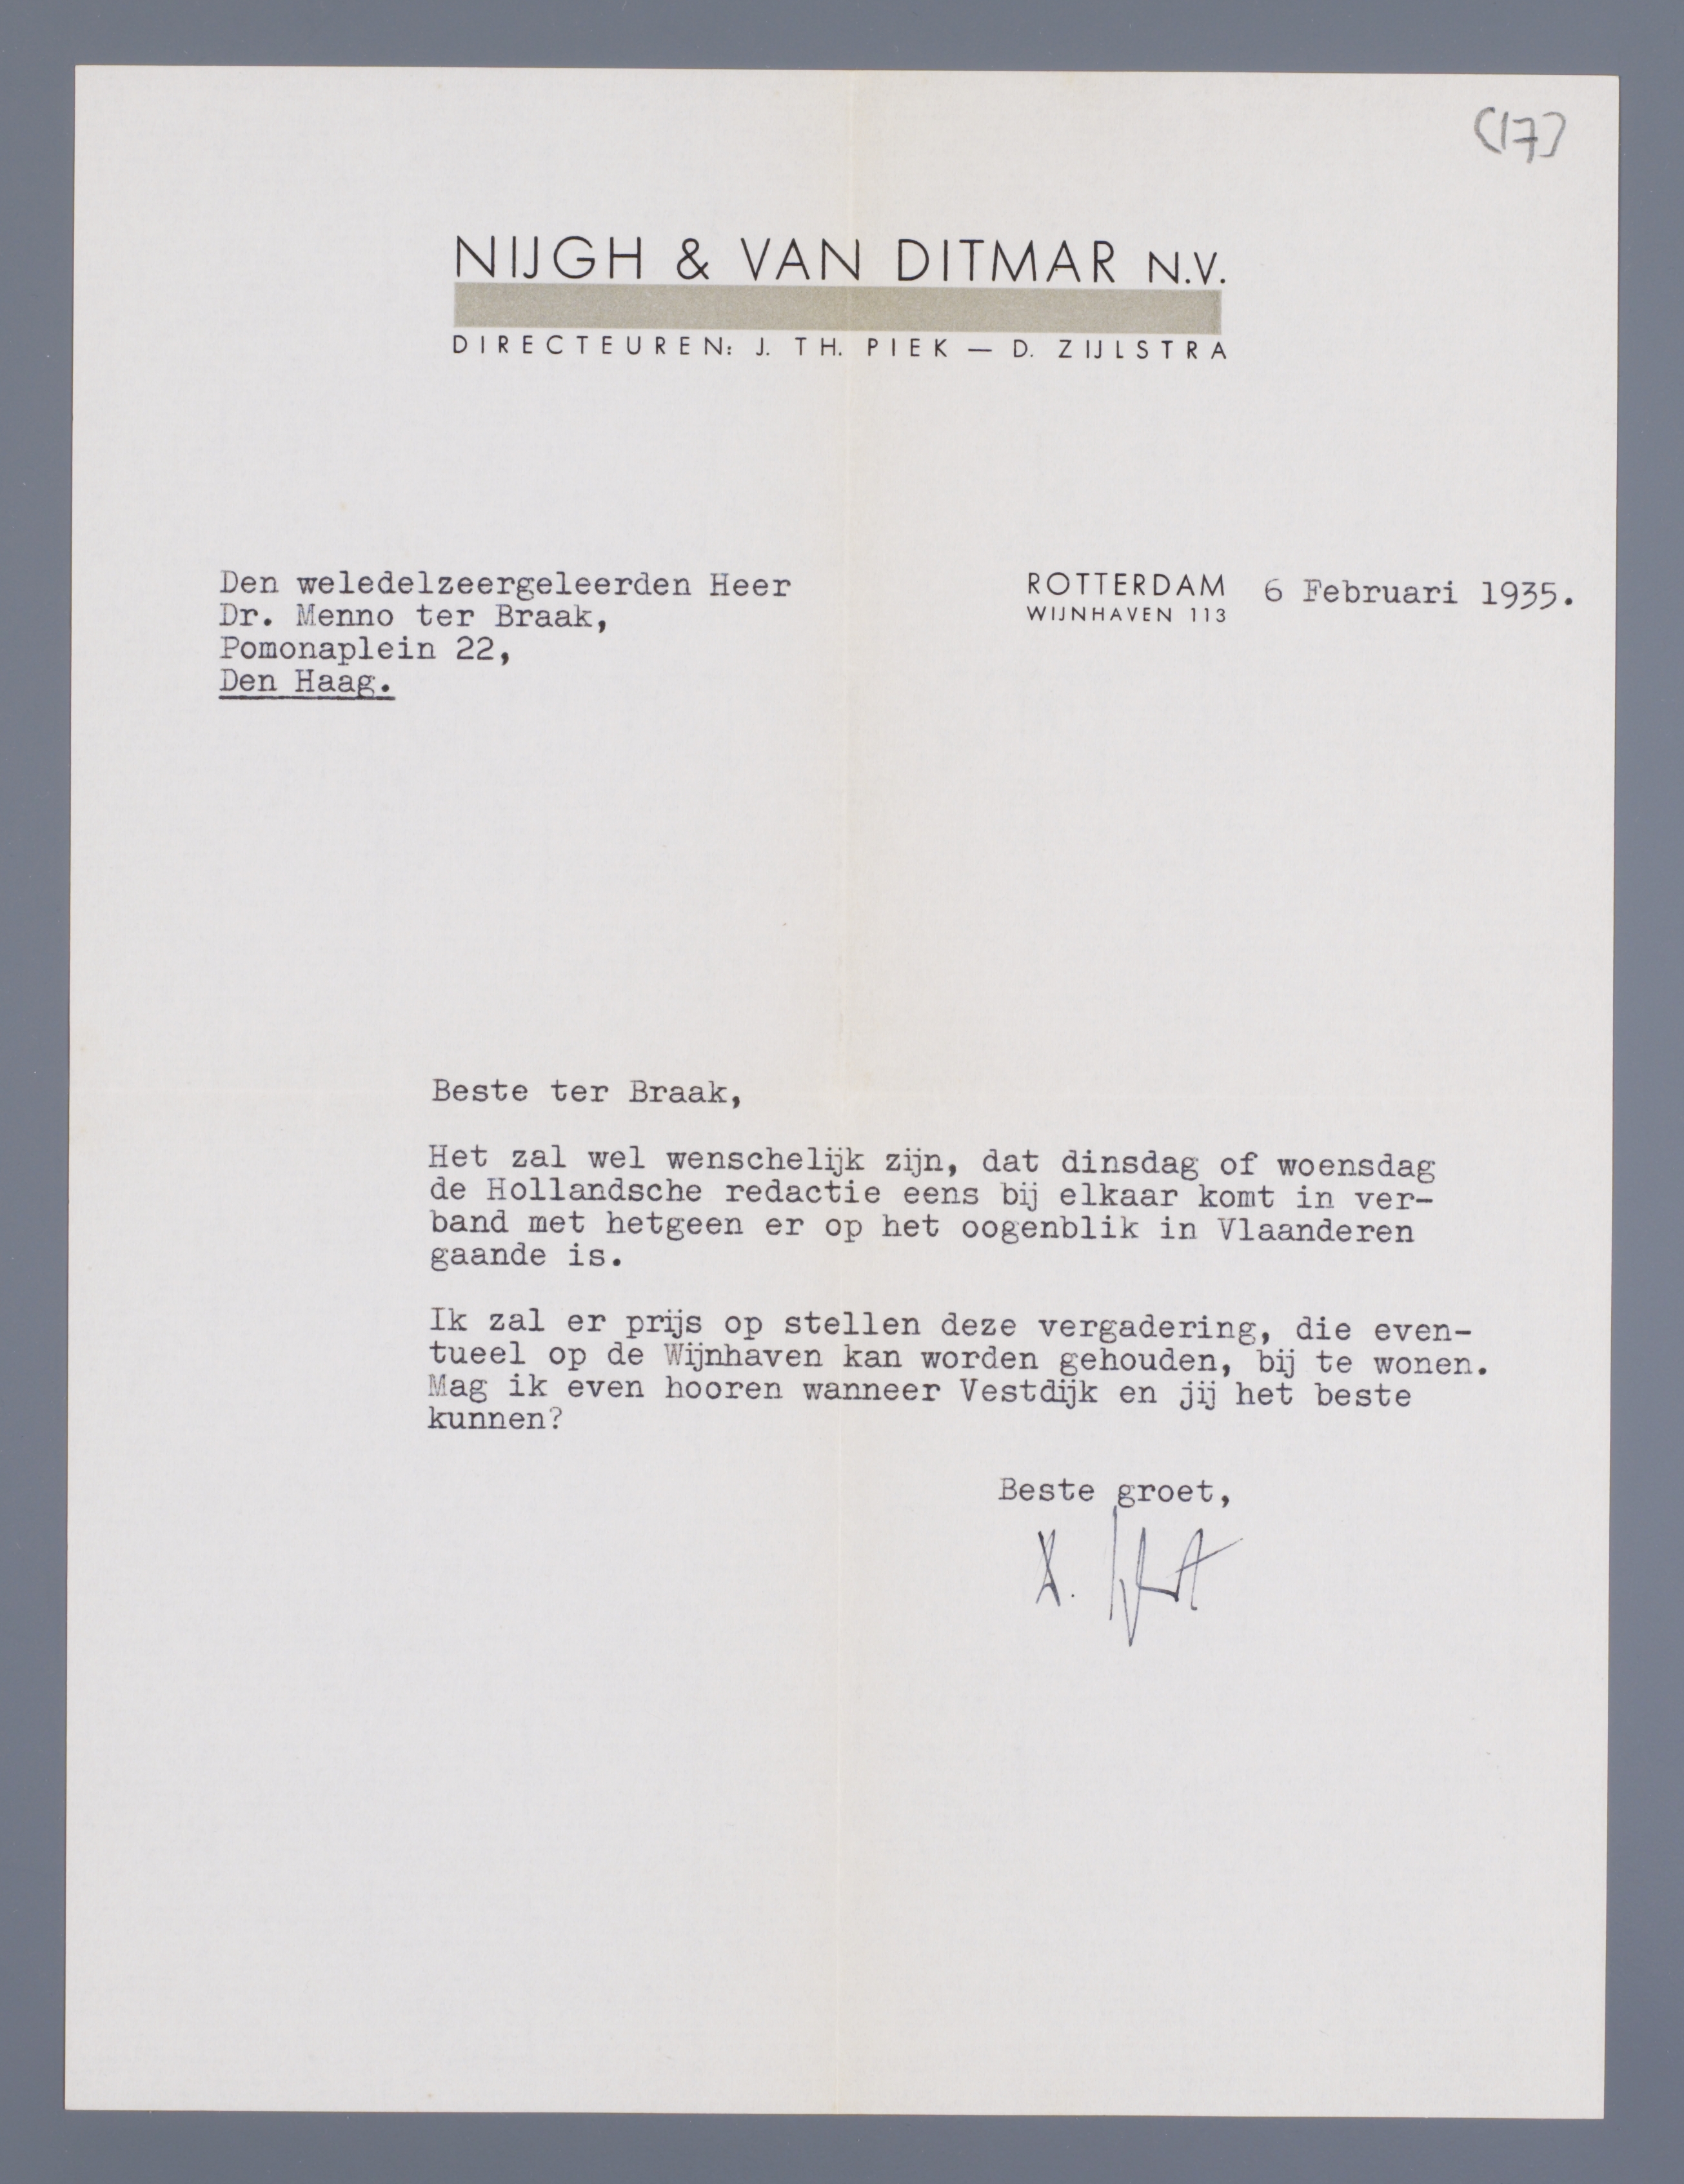 (17)
NIJGH & VAN DITMAR N.V.
DIRECTEUREN: J. TH. PIEK — D. ZIJLSTRA
Den weledelzeergeleerden Heer
Dr. Menno ter Braak,
Pomonaplein 22,
Den Haag.
ROTTERDAM 6 Februari 1935.
WIJNHAVEN 113
Beste ter Braak,
Het zal wel wenschelijk zijn, dat dinsdag of woensdag
de Hollandsche redactie eens bij elkaar komt in ver-
band met hetgeen er op het oogenblik in Vlaanderen
gaande is.
Ik zal er prijs op stellen deze vergadering, die even-
tueel op de Wijnhaven kan worden gehouden, bij te wonen.
Mag ik even hooren wanneer Vestdijk en jij het beste
kunnen?
Beste groet,